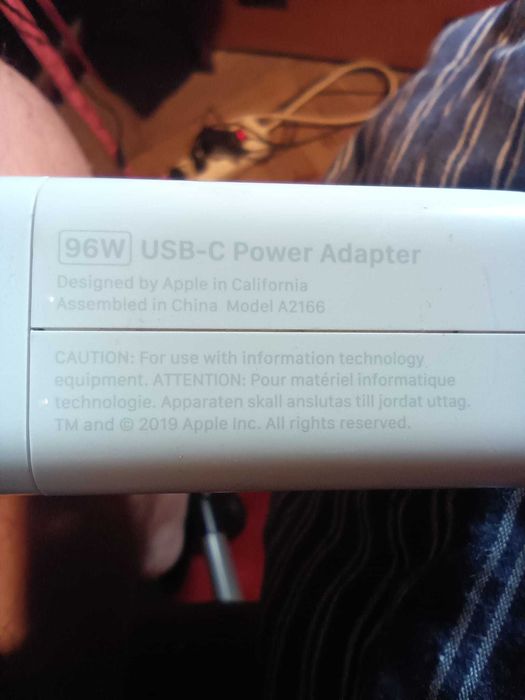 96W USB-C Power Adapter
Designed by Apple in California
Assembled in China Model A2166
CAUTION: For use with information technology
equipment. ATTENTION: Pour matériel informatique
technologie. Apparaten skall anslutas till jordat uttag.
TM and © 2019 Apple Inc. All rights reserved.